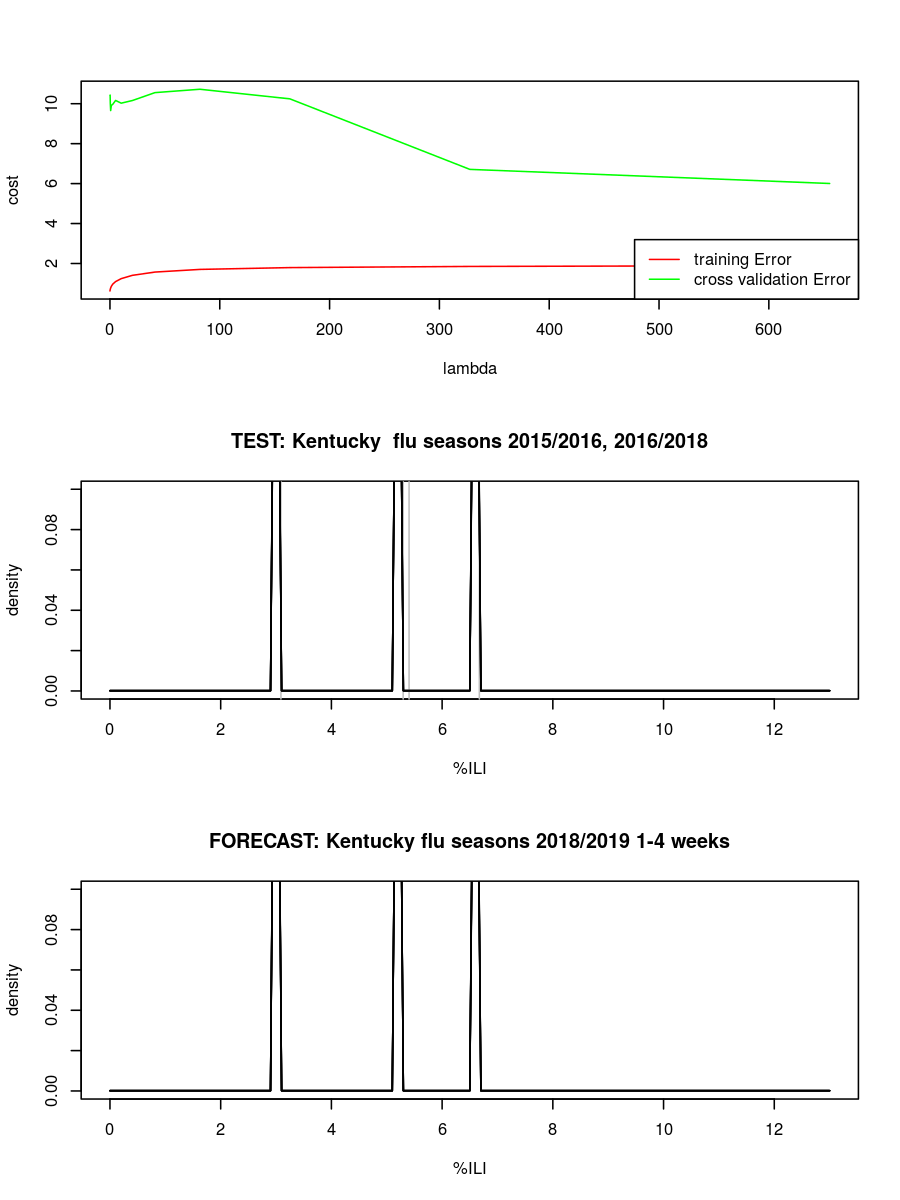 10
8
6
4
2
cost
training Error
cross validation Error
0 100 200 300 400 500 600
lambda
TEST: Kentucky  flu seasons 2015/2016, 2016/2018
0.08
0.04
0.00
density
0 2 4 6 8 10 12
%ILI
FORECAST: Kentucky flu seasons 2018/2019 1-4 weeks
0.08
0.04
0.00
density
0 2 4 6 8 10 12
%ILI